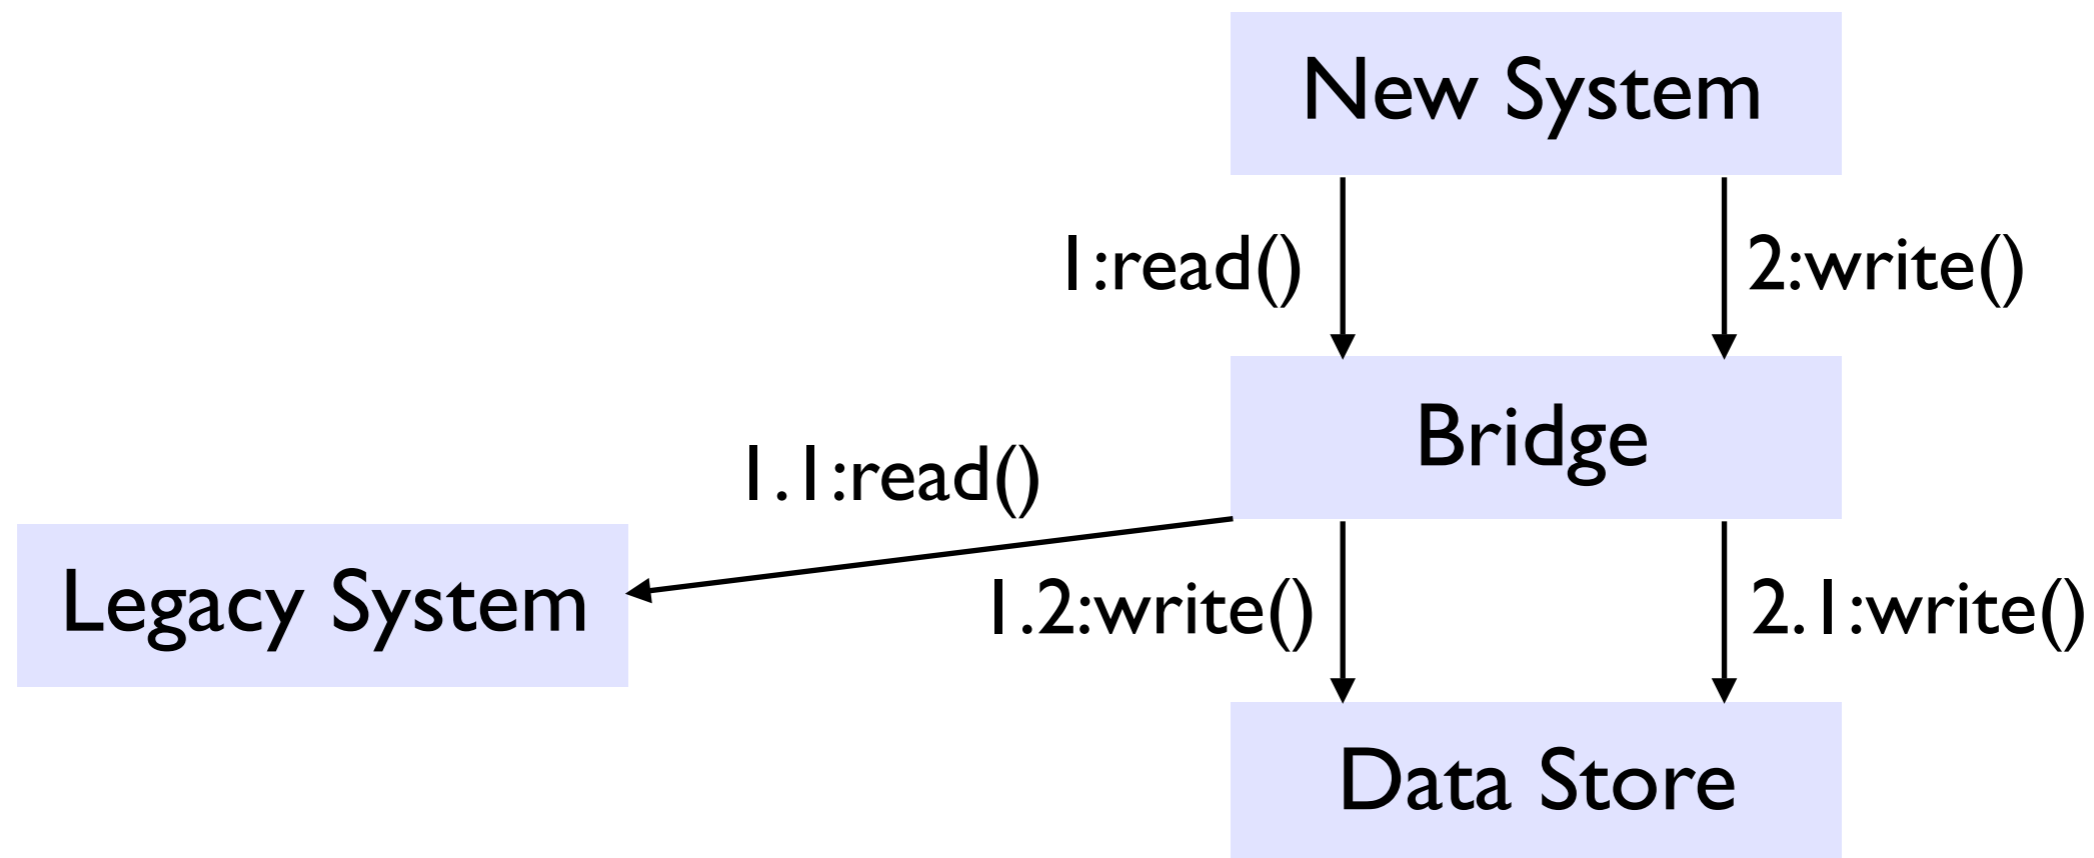 New System
1:read()
2:write()
Bridge
1.1:read()
Legacy System
1.2:write()
2.1:write()
Data Store